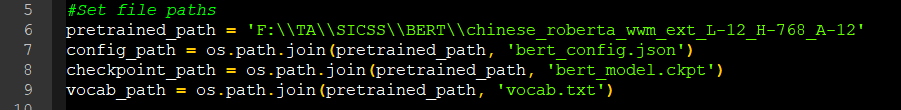 5 #Set file paths
6 pretrained_path = 'F:\\TA\\SICSS\\BERT\\chinese_roberta_wwm_ext_L-12_H-768_A-12'
7 config_path = os.path.join(pretrained_path, 'bert_config.json')
8 checkpoint_path = os.path.join(pretrained_path, 'bert_model.ckpt')
9 vocab_path = os.path.join(pretrained_path, 'vocab.txt')